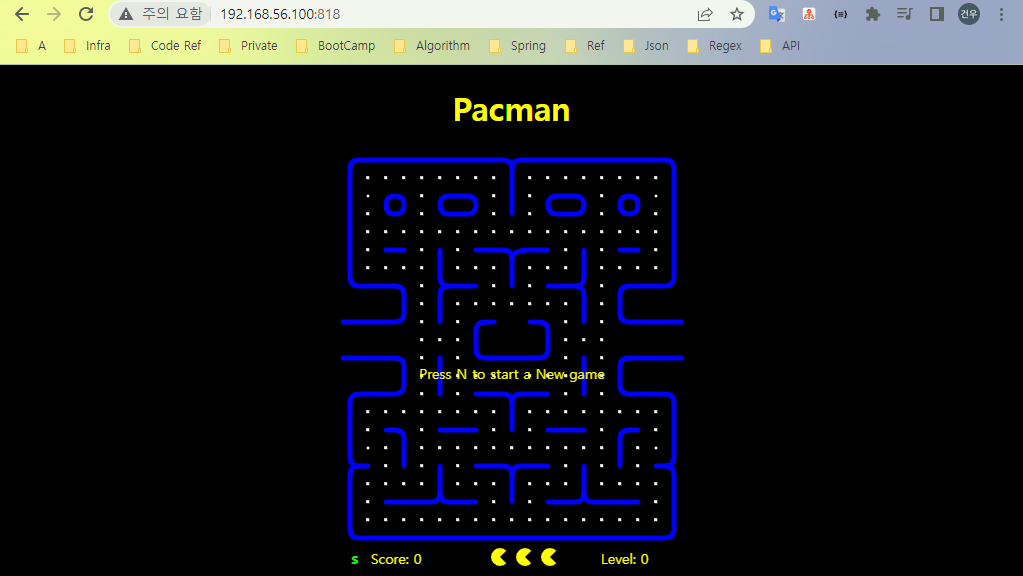 주의 요함 192.168.56.100:818
A Infra Code Ref Private BootCamp Algorithm Spring Ref Json Regex API
건우
Pacman
Press N to start a New game
s Score: 0 Level: 0